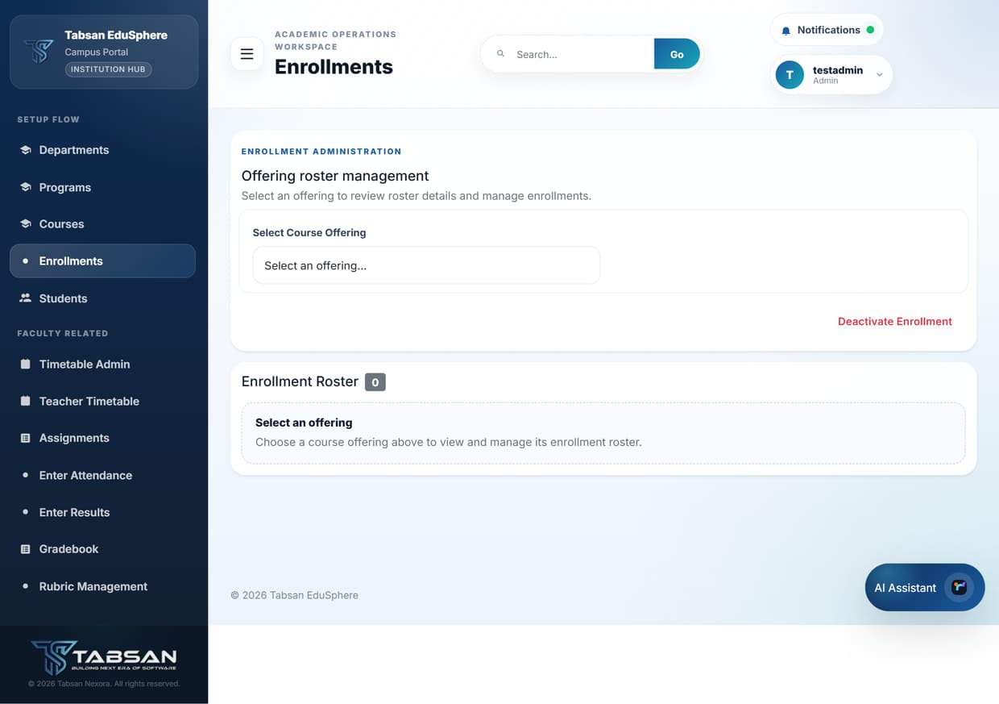 Tabsan EduSphere
Campus Portal
INSTITUTION HUB
SETUP FLOW
Departments
Programs
Courses
Enrollments
Students
FACULTY RELATED
Timetable Admin
Teacher Timetable
Assignments
Enter Attendance
Enter Results
Gradebook
Rubric Management
TABSAN
BUILDING NEXT ERA OF SOFTWARE
© 2026 Tabsan Nexora. All rights reserved.
ACADEMIC OPERATIONS
WORKSPACE
Enrollments
Search...
Go
Notifications
T
testadmin
Admin
ENROLLMENT ADMINISTRATION
Offering roster management
Select an offering to review roster details and manage enrollments.
Select Course Offering
Select an offering...
Deactivate Enrollment
Enrollment Roster 0
Select an offering
Choose a course offering above to view and manage its enrollment roster.
© 2026 Tabsan EduSphere
AI Assistant